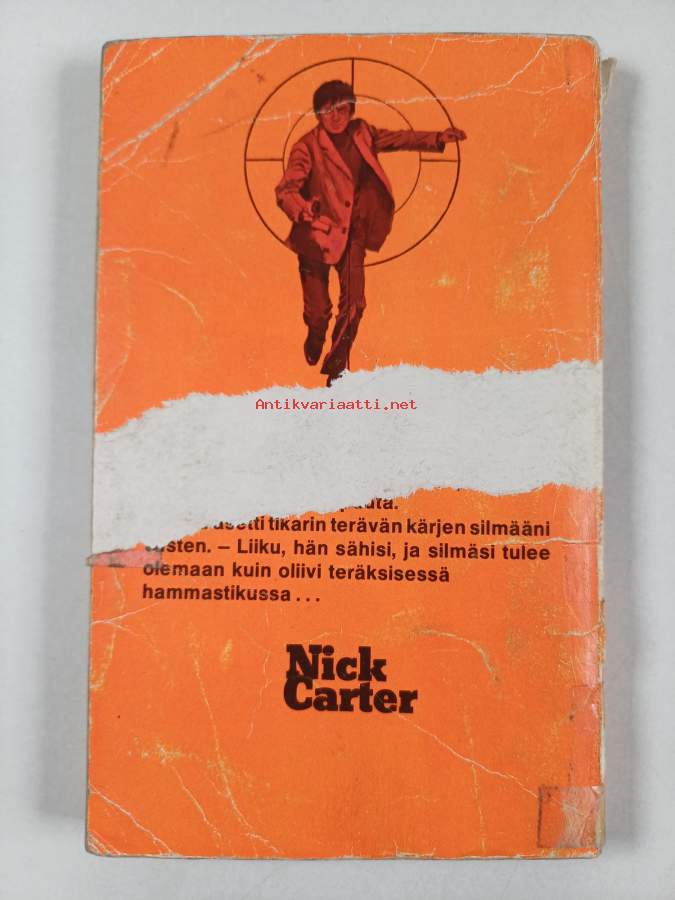 Antikvariaatti.net
tikarin terävän kärjen silmääni
– Liiku, hän sähisi, ja silmäsi tulee
olemaan kuin oliivi teräksisessä
hammastikussa . . .
Nick
Carter